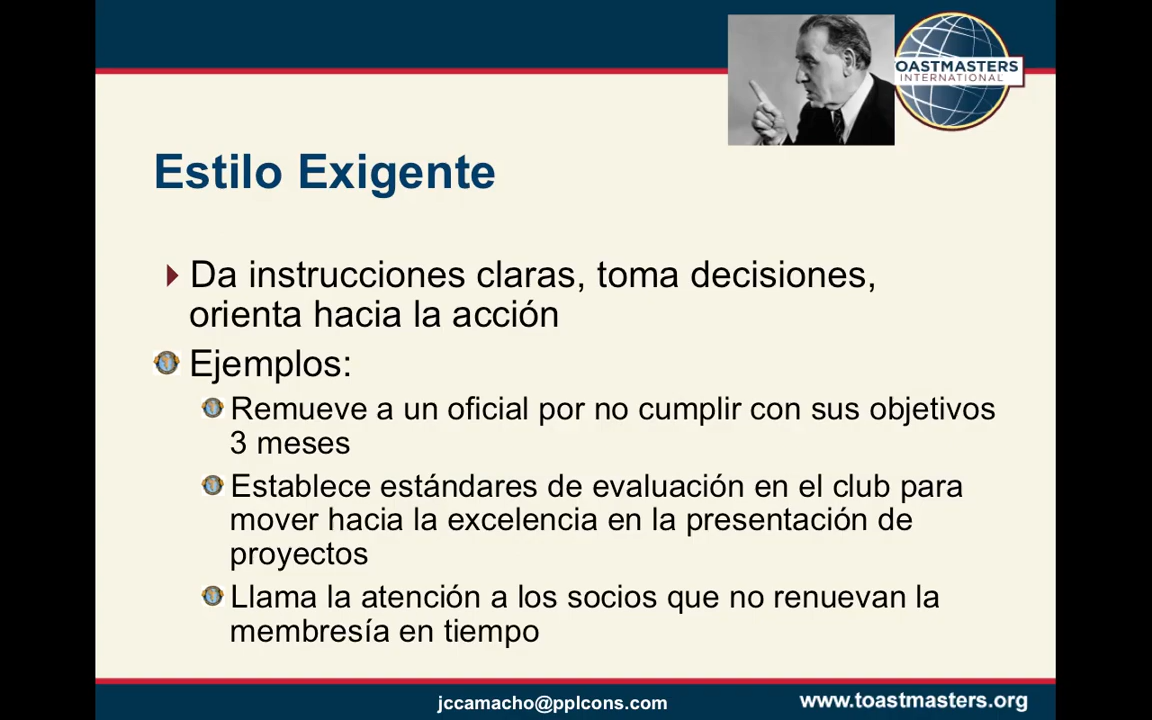 OASTMASTERS
INTERNATIONAL
Estilo Exigente
Da instrucciones claras, toma decisiones,
orienta hacia la acción
Ejemplos:
Remueve a un oficial por no cumplir con sus objetivos
3 meses
Establece estándares de evaluación en el club para
mover hacia la excelencia en la presentación de
proyectos
Llama la atención a los socios que no renuevan la
membresía en tiempo
jccamacho@pplcons.com
www.toastmasters.org